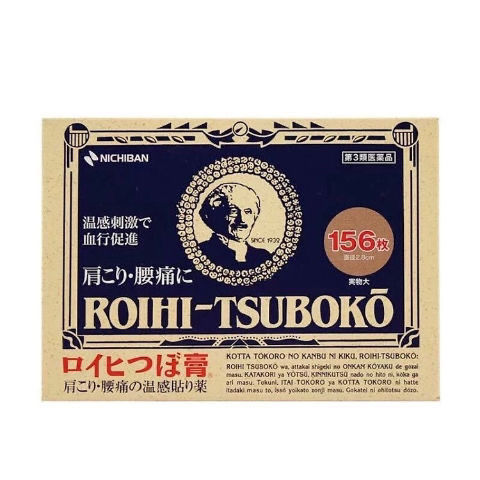 NICHIBAN
第3類医薬品
温感刺激で
血行促進
SINCE 1932
156枚
直径2.8cm
実物大
肩こり・腰痛に
ROIHI-TSUBOKŌ
ロイヒつぼ膏®
肩こり・腰痛の温感貼り薬
KOTTA TOKORO NO KANBU NI KIKU, ROIHI-TSUBOKO:
ROIHI TSUBOKO wa, attakai shigeki no ONKAN KOYAKU de gozai
masu. KATAKORI ya YOTSU, KINNIKUTSU nado no hito ni, koka ga
ari masu. Tokuni, ITAI TOKORO ya KOTTA TOKORO ni hatte
itadaki masu to, isso yoikato zonji masu. Gokatei ni ohitotsu dozo.